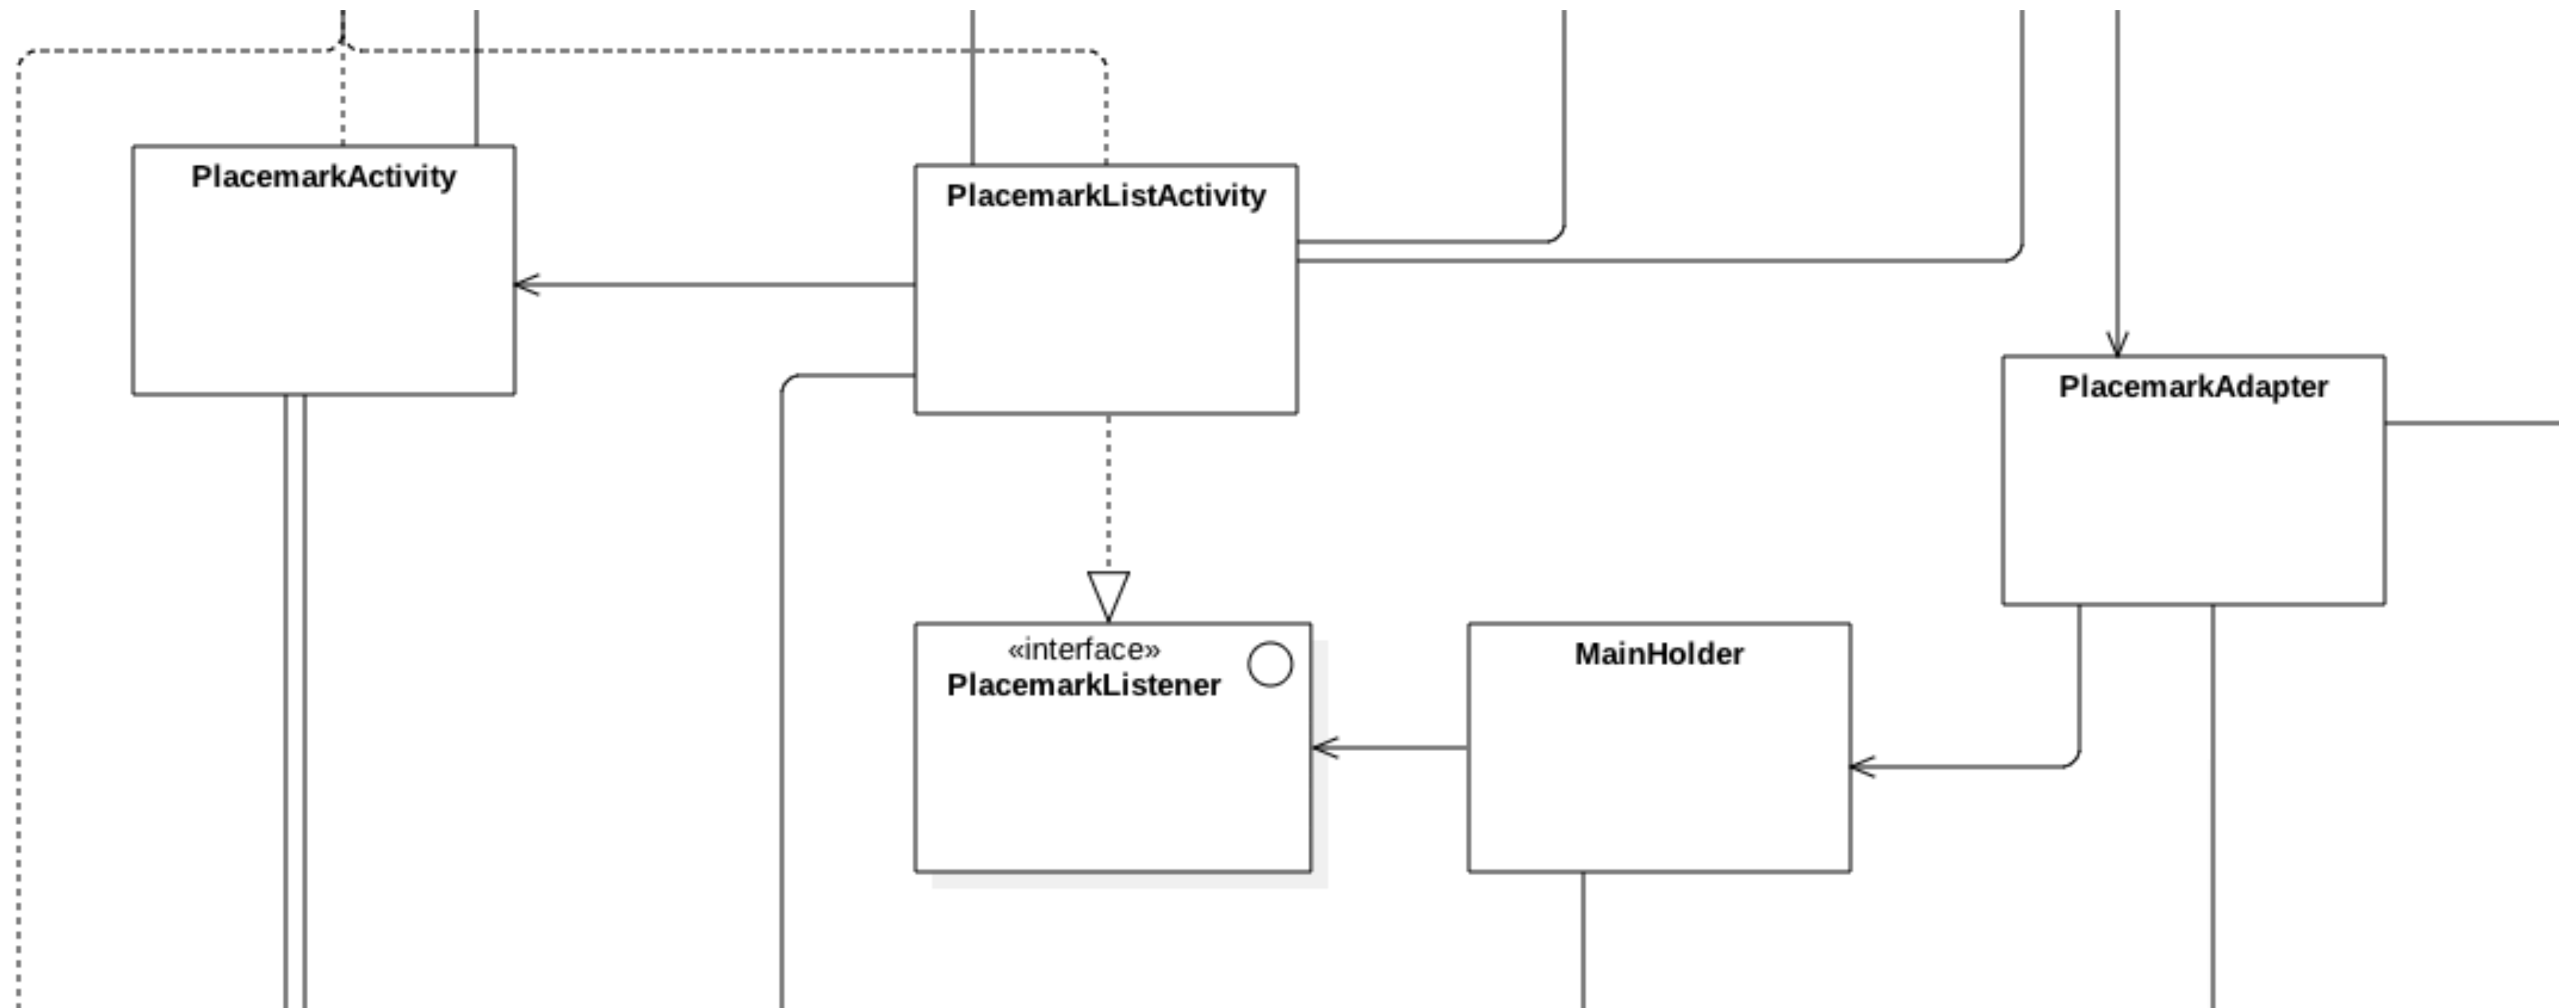 PlacemarkActivity
PlacemarkListActivity
PlacemarkAdapter
«interface»
PlacemarkListener
MainHolder